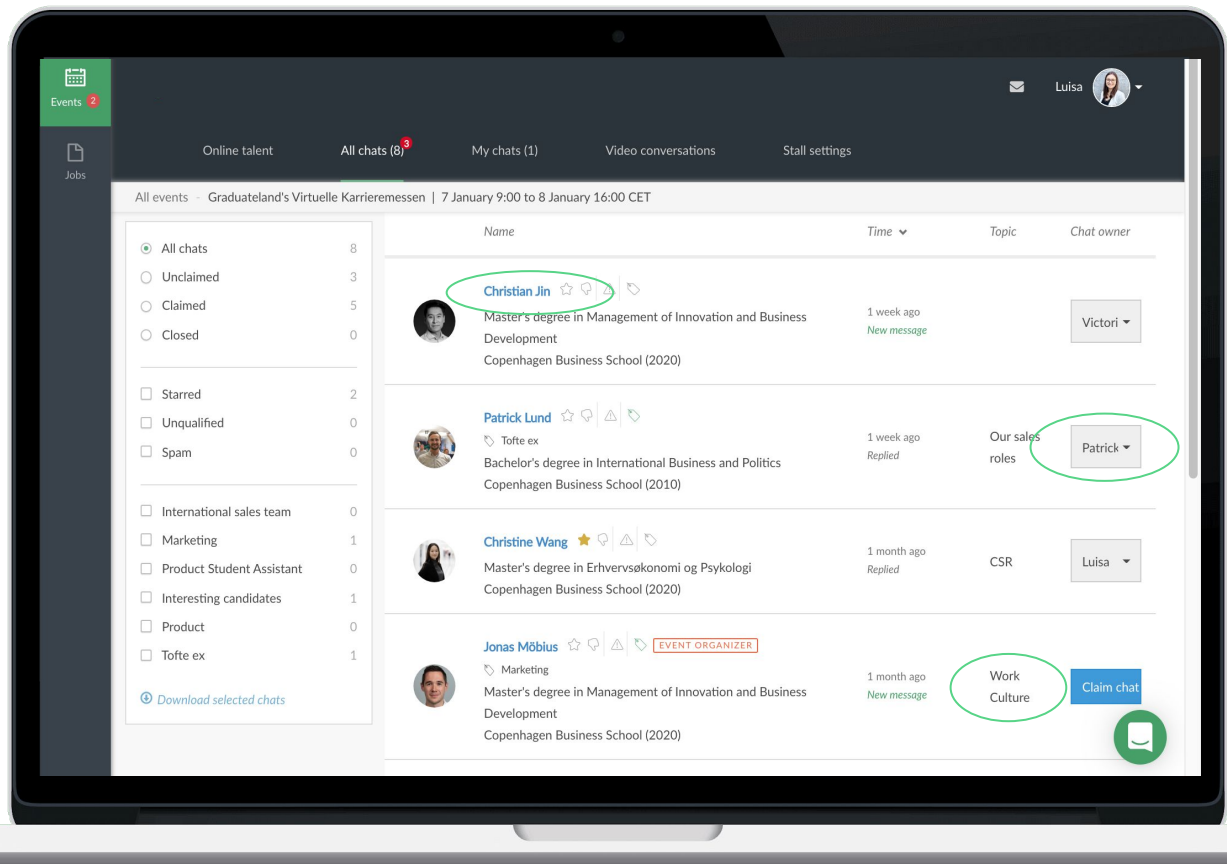 Events 2
Jobs
Luisa
Online talent
All chats (8) 3
My chats (1)
Video conversations
Stall settings
All events - Graduateland's Virtuelle Karrieremessen | 7 January 9:00 to 8 January 16:00 CET
All chats 8
Unclaimed 3
Claimed 5
Closed 0
Starred 2
Unqualified 0
Spam 0
International sales team 0
Marketing 1
Product Student Assistant 0
Interesting candidates 1
Product 0
Tofte ex 1
Download selected chats
Name
Time
Topic
Chat owner
Christian Jin
Master's degree in Management of Innovation and Business
Development
Copenhagen Business School (2020)
1 week ago
New message
Victori
Patrick Lund
Tofte ex
Bachelor's degree in International Business and Politics
Copenhagen Business School (2010)
1 week ago
Replied
Our sales
roles
Patrick
Christine Wang
Master's degree in Erhvervsøkonomi og Psykologi
Copenhagen Business School (2020)
1 month ago
Replied
CSR
Luisa
Jonas Möbius EVENT ORGANIZER
Marketing
Master's degree in Management of Innovation and Business
Development
Copenhagen Business School (2020)
1 month ago
New message
Work
Culture
Claim chat